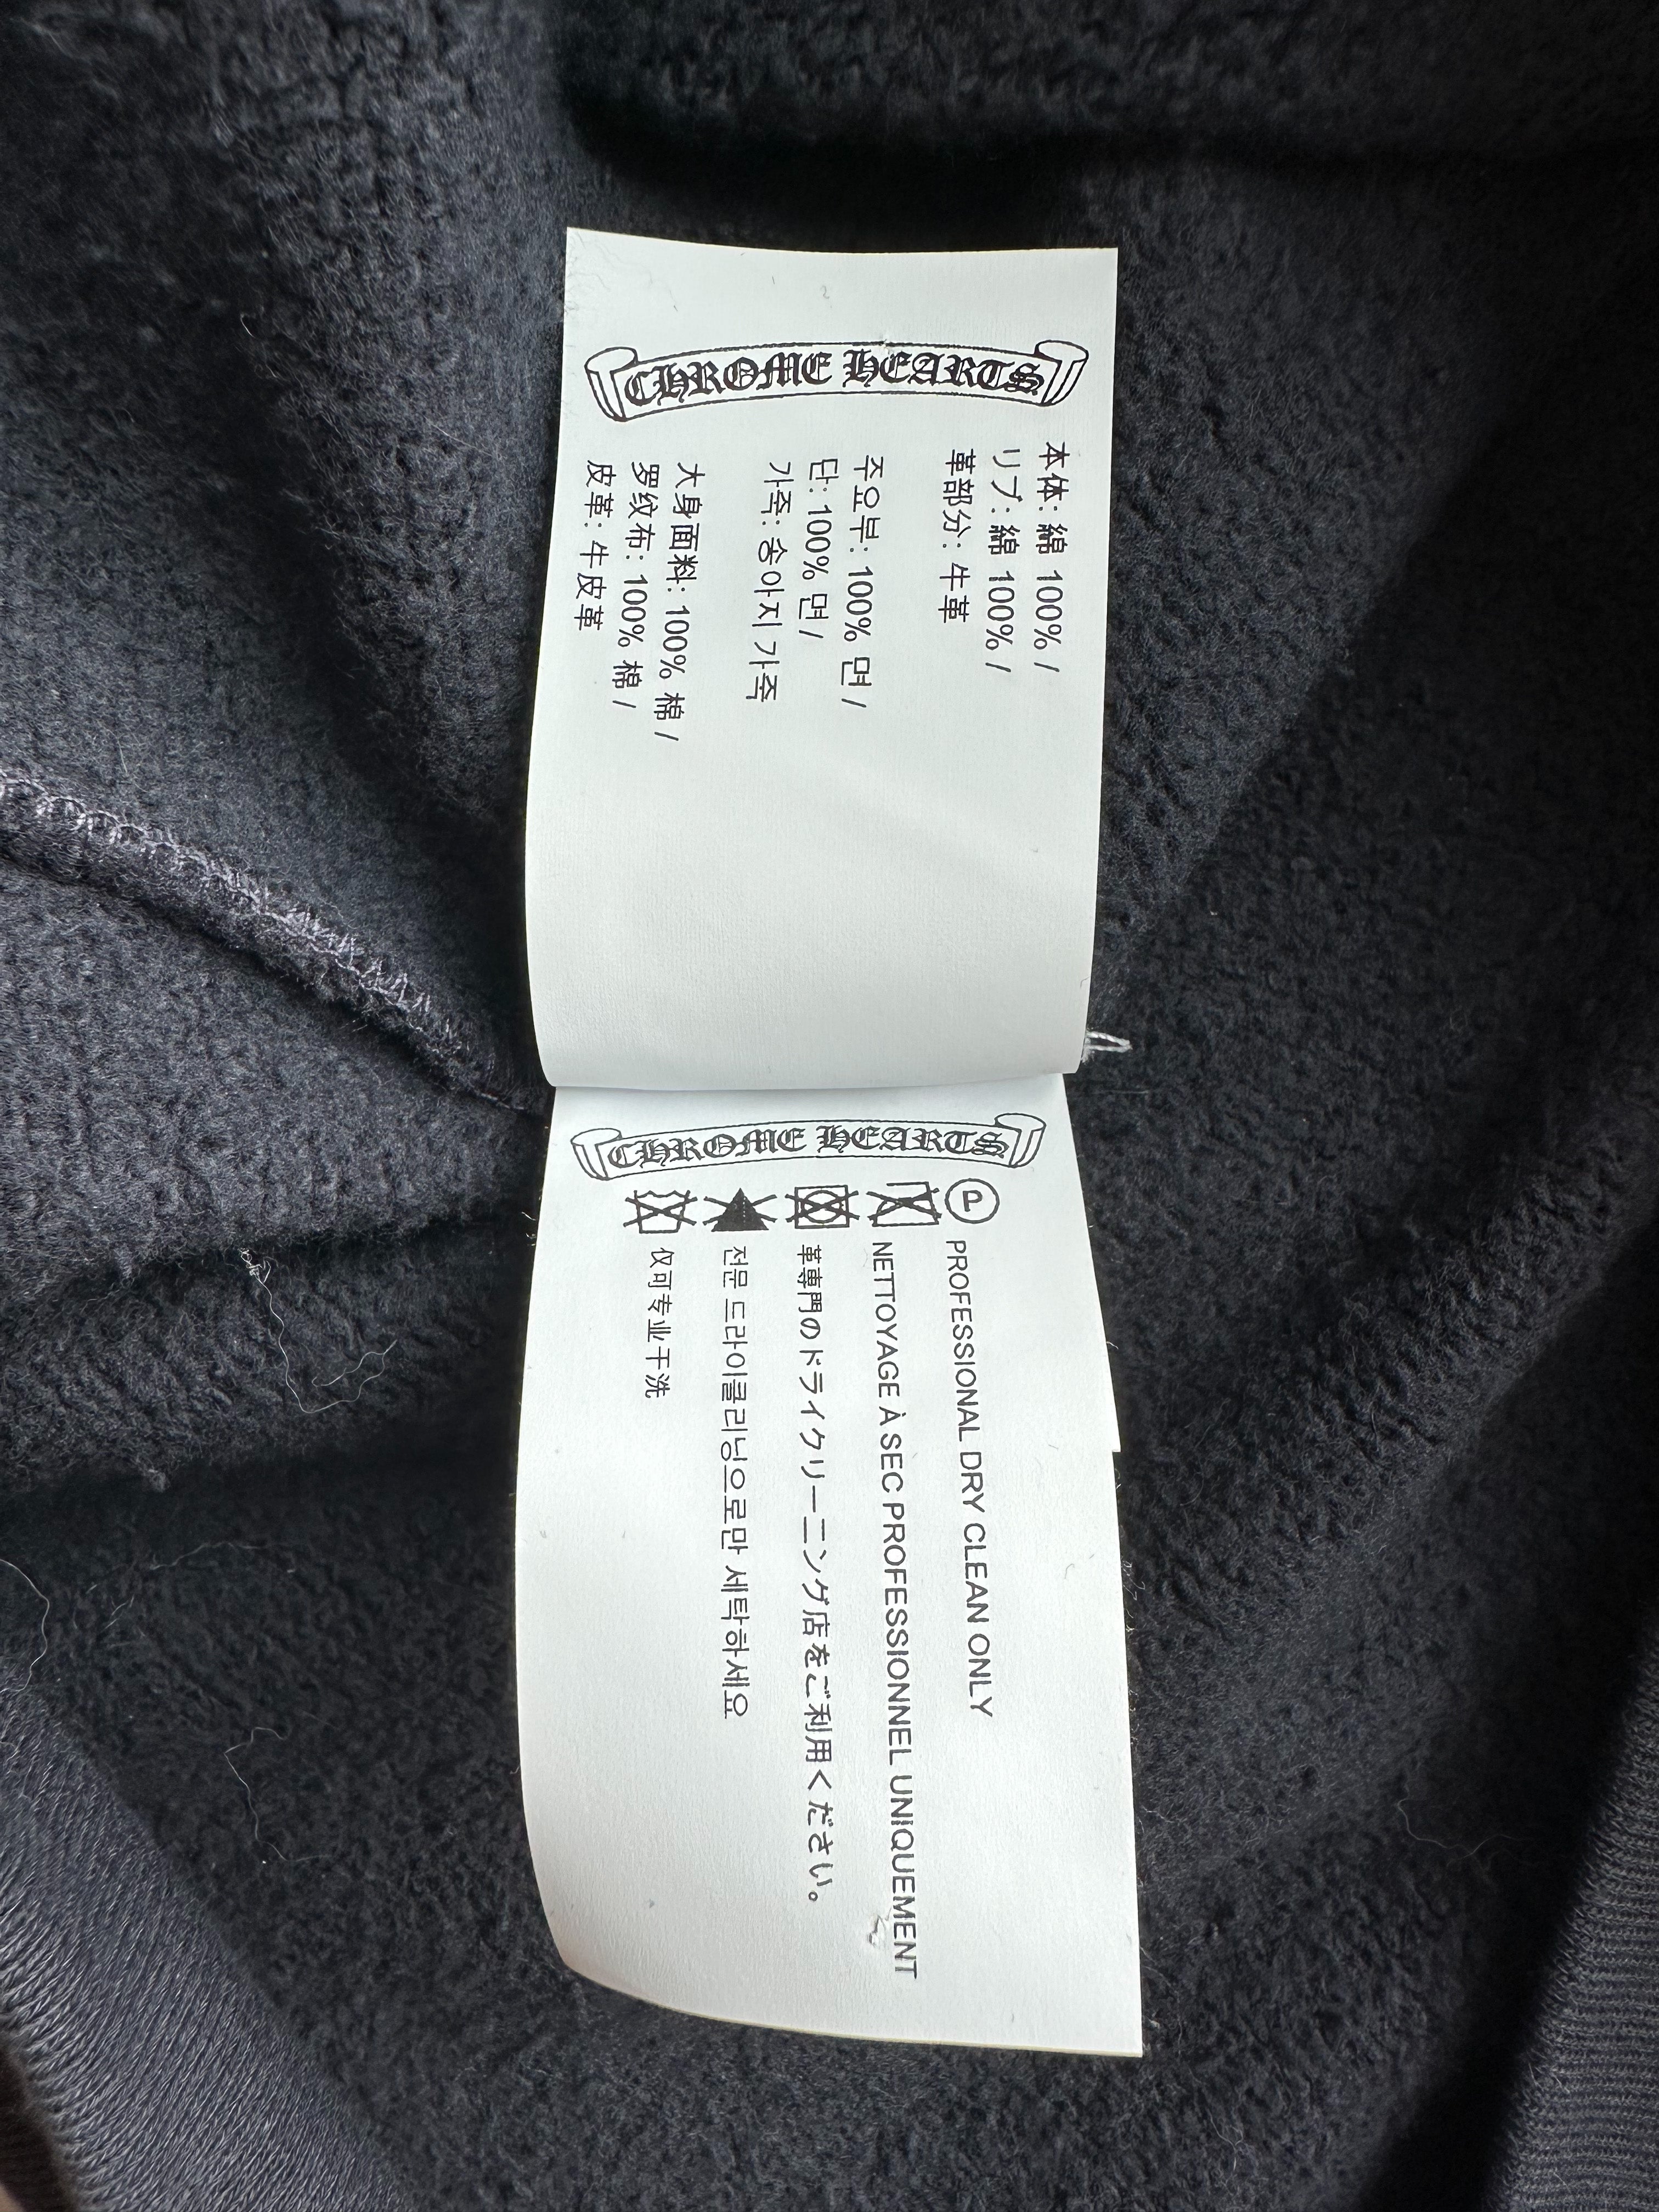 CHROME HEARTS
本体: 綿 100% /
リブ: 綿 100% /
革部分: 牛革
주요부: 100% 면 /
단: 100% 면 /
가죽: 송아지 가죽
大身面料: 100% 棉 /
罗纹布: 100% 棉 /
皮革: 牛皮革
CHROME HEARTS
P
PROFESSIONAL DRY CLEAN ONLY
NETTOYAGE À SEC PROFESSIONNEL UNIQUEMENT
革専門のドライクリーニング店をご利用ください。
전문 드라이클리닝으로만 세탁하세요
仅可专业干洗